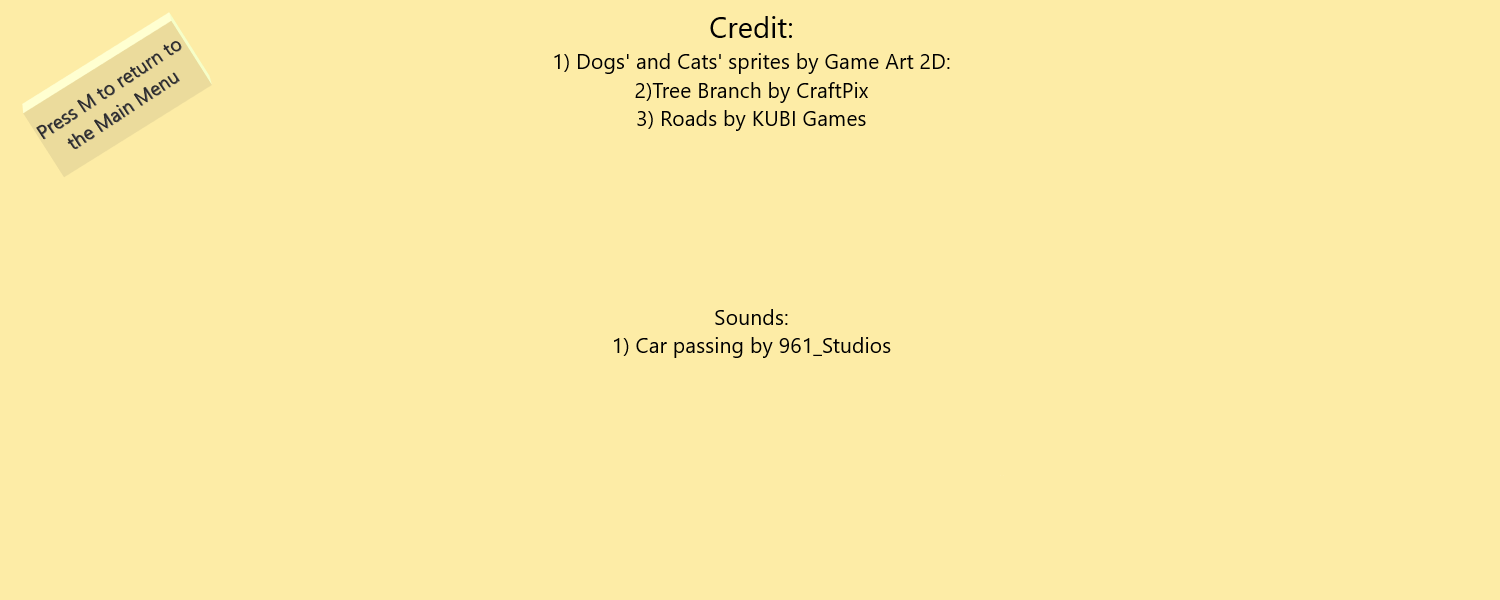 Press M to return to
the Main Menu
Credit:
1) Dogs' and Cats' sprites by Game Art 2D:
2)Tree Branch by CraftPix
3) Roads by KUBI Games
Sounds:
1) Car passing by 961_Studios